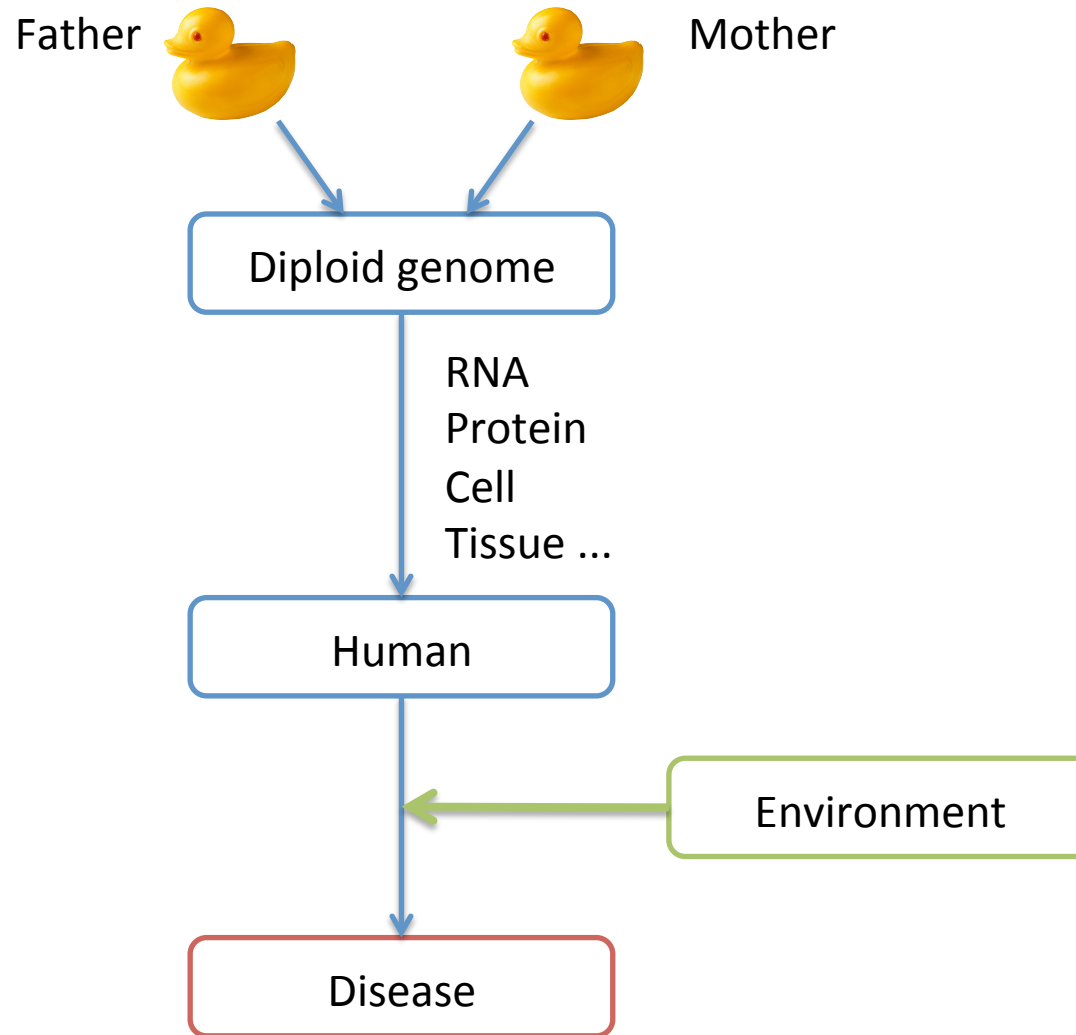 Father
Mother
Diploid genome
RNA
Protein
Cell
Tissue ...
Human
Environment
Disease